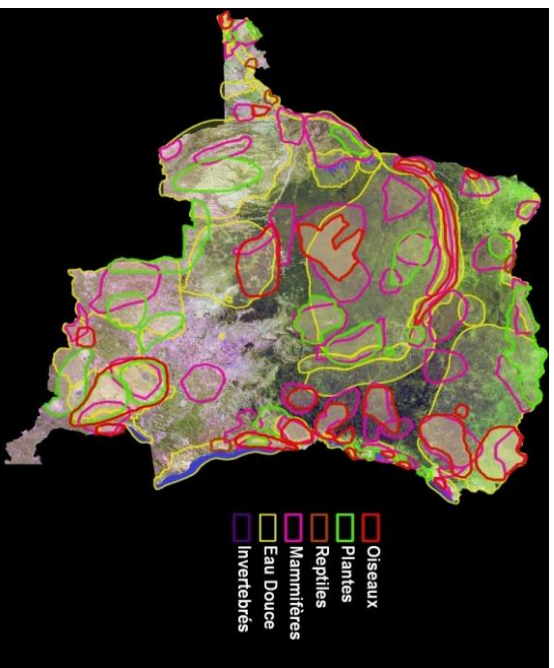 Oiseaux
Plantes
Reptiles
Mammifères
Eau Douce
Invertebrés